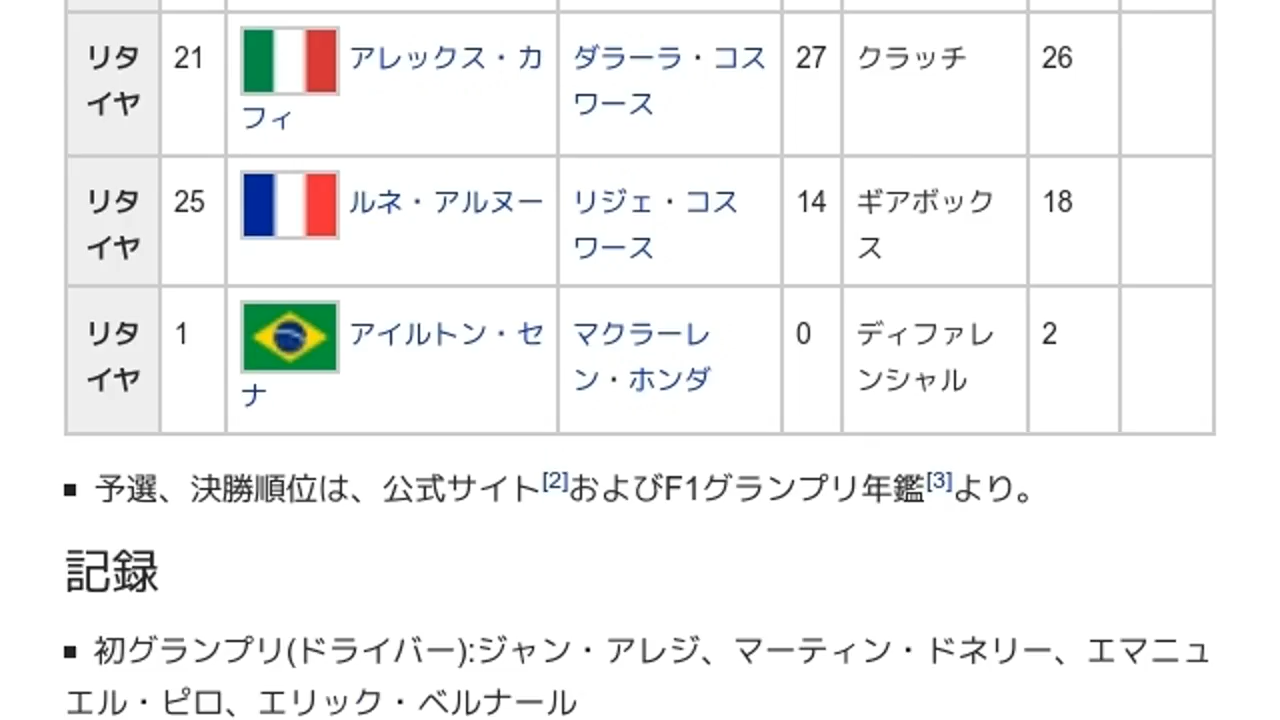 リタイヤ 21 アレックス・カフィ ダラーラ・コスワース 27 クラッチ 26
リタイヤ 25 ルネ・アルヌー リジェ・コスワース 14 ギアボックス 18
リタイヤ 1 アイルトン・セナ マクラーレン・ホンダ 0 ディファレンシャル 2
■ 予選、決勝順位は、公式サイト[2]およびF1グランプリ年鑑[3]より。
記録
■ 初グランプリ(ドライバー):ジャン・アレジ、マーティン・ドネリー、エマニュ
エル・ピロ、エリック・ベルナール